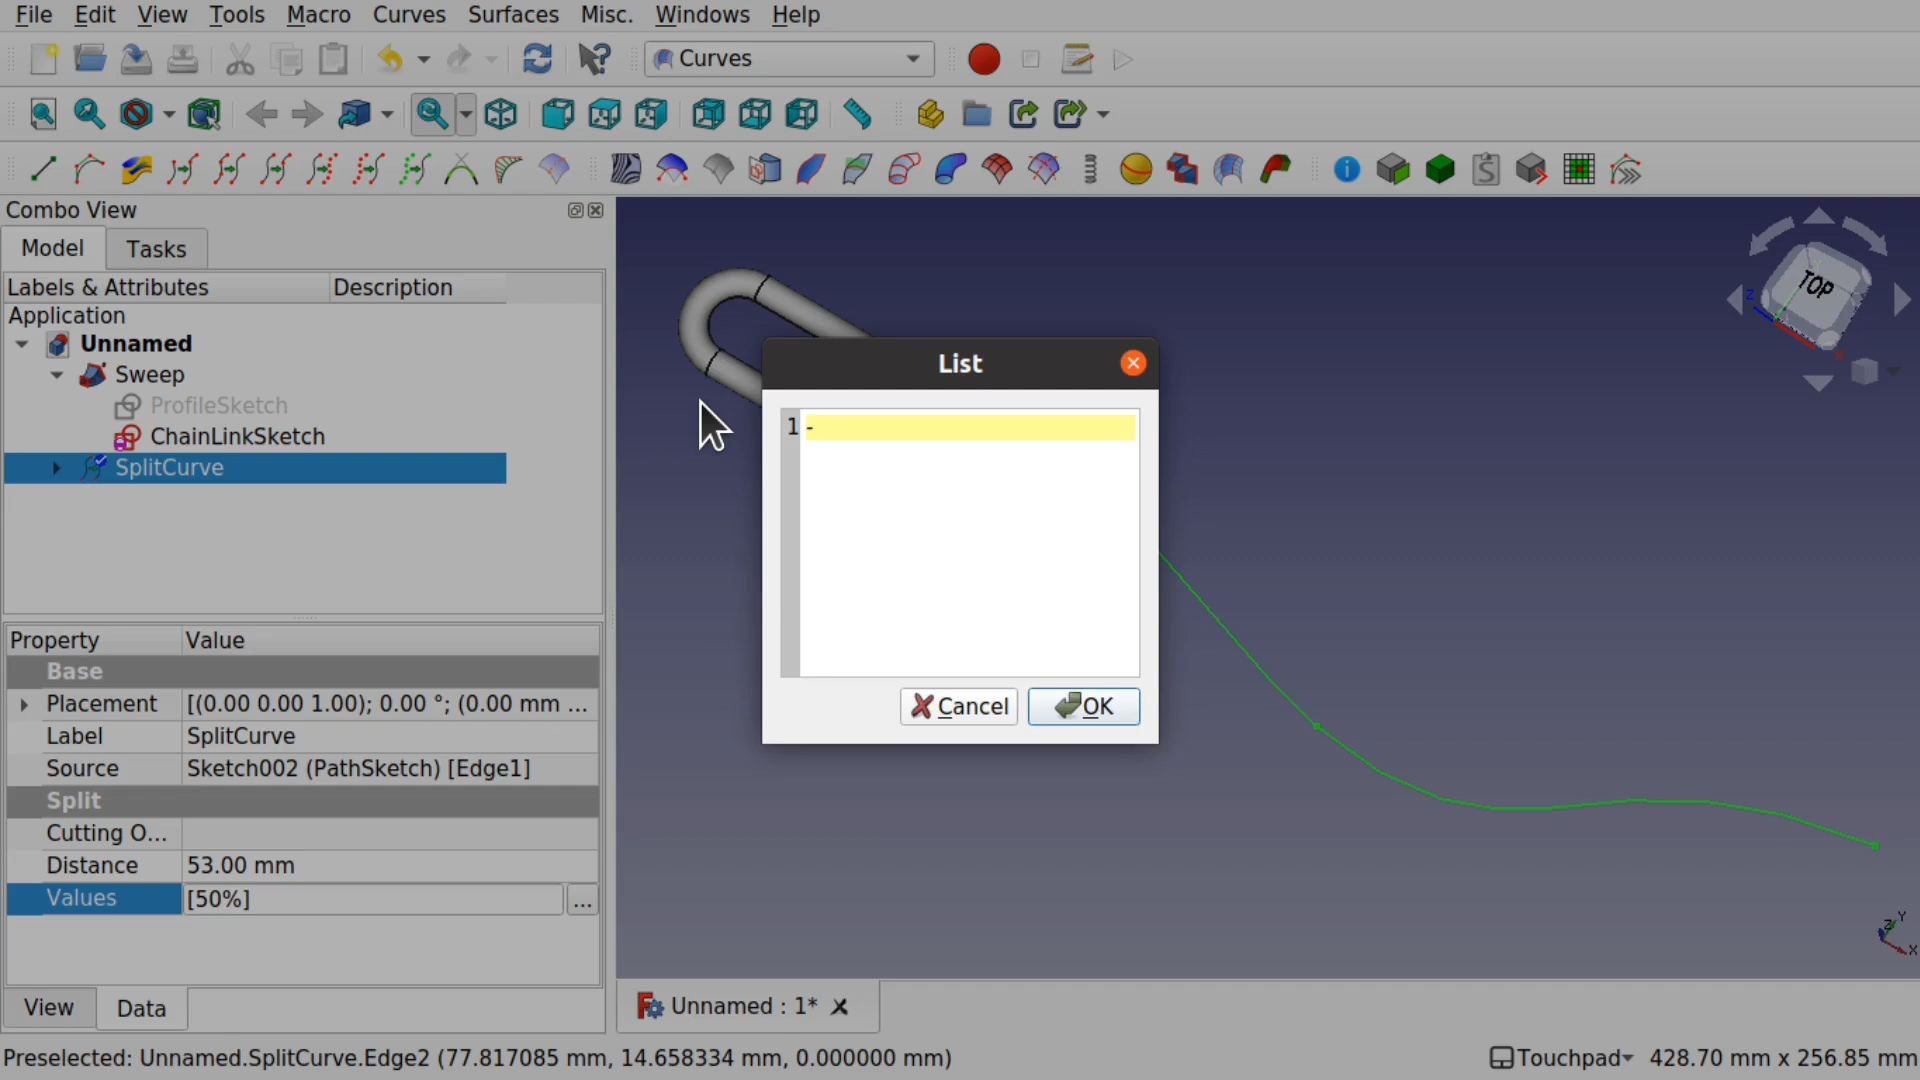 File Edit View Tools Macro Curves Surfaces Misc. Windows Help
Curves
Combo View
Model Tasks
Labels & Attributes Description
Application
Unnamed
Sweep
ProfileSketch
ChainLinkSketch
SplitCurve
Property Value
Base
Placement [(0.00 0.00 1.00); 0.00 °; (0.00 mm ...
Label SplitCurve
Source Sketch002 (PathSketch) [Edge1]
Split
Cutting O...
Distance 53.00 mm
Values [50%] ...
View Data
List
1 -
Cancel OK
TOP
Z
Z Y
X
Unnamed : 1*
Preselected: Unnamed.SplitCurve.Edge2 (77.817085 mm, 14.658334 mm, 0.000000 mm)
Touchpad 428.70 mm x 256.85 mm